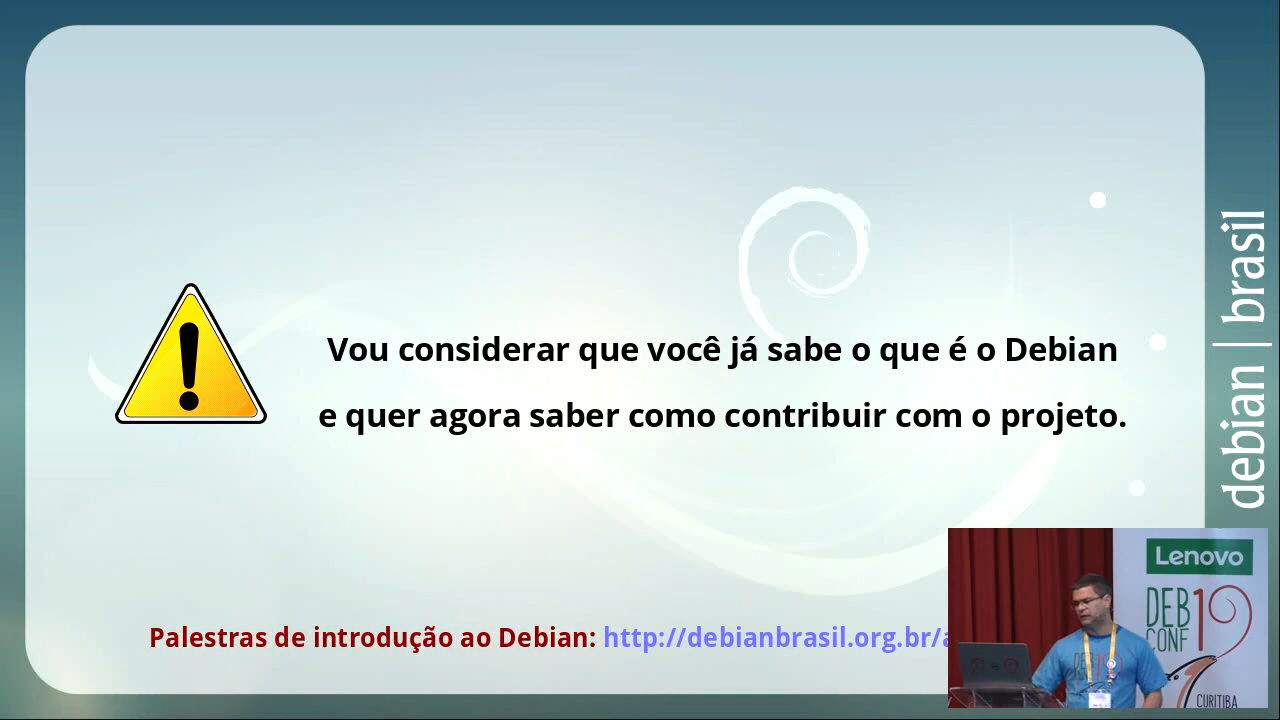 Vou considerar que você já sabe o que é o Debian
e quer agora saber como contribuir com o projeto.
Palestras de introdução ao Debian: http://debianbrasil.org.br/a
debian | brasil
Lenovo
DEB
CONF 19
CURITIBA